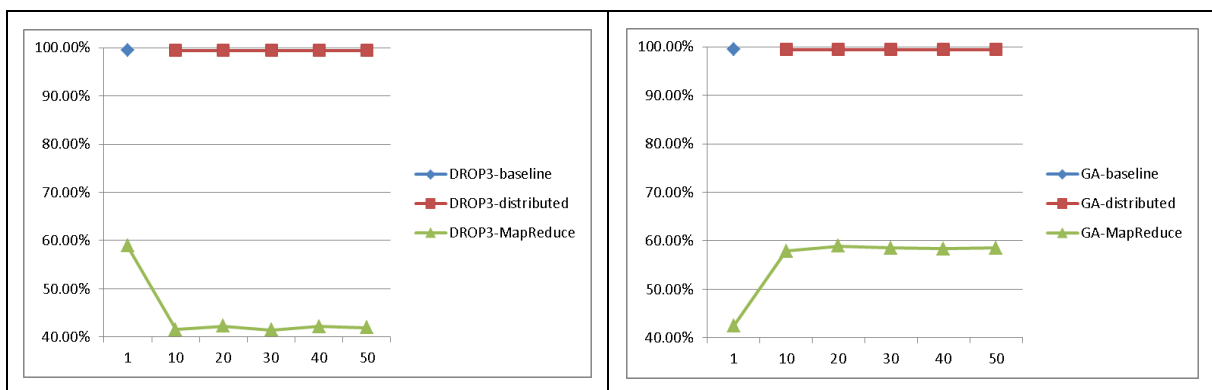 100.00%
90.00%
80.00%
70.00%
60.00%
50.00%
40.00%
1 10 20 30 40 50
DROP3-baseline
DROP3-distributed
DROP3-MapReduce
100.00%
90.00%
80.00%
70.00%
60.00%
50.00%
40.00%
1 10 20 30 40 50
GA-baseline
GA-distributed
GA-MapReduce